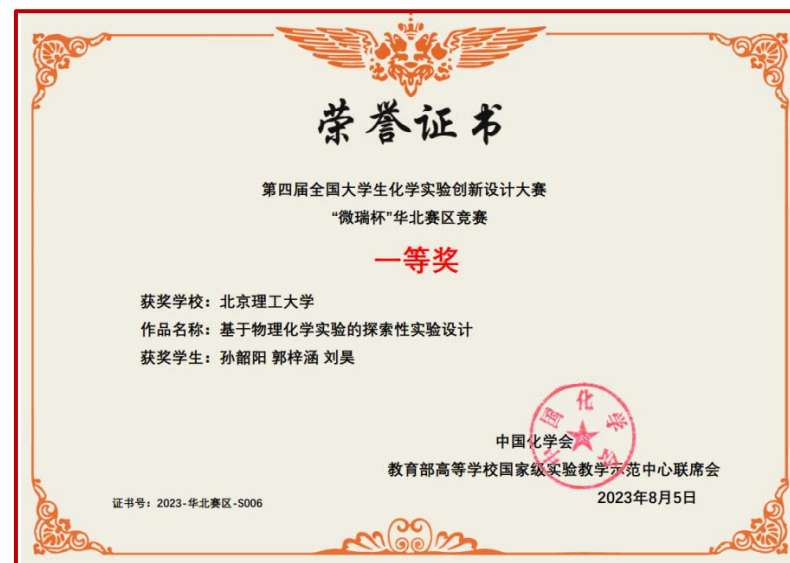 荣誉证书
第四届全国大学生化学实验创新设计大赛
“微瑞杯”华北赛区竞赛
一等奖
获奖学校：北京理工大学
作品名称：基于物理化学实验的探索性实验设计
获奖学生：孙韶阳 郭梓涵 刘昊
中国化学会
中国化学会
教育部高等学校国家级实验教学示范中心联席会
证书号：2023-华北赛区-S006
2023年8月5日